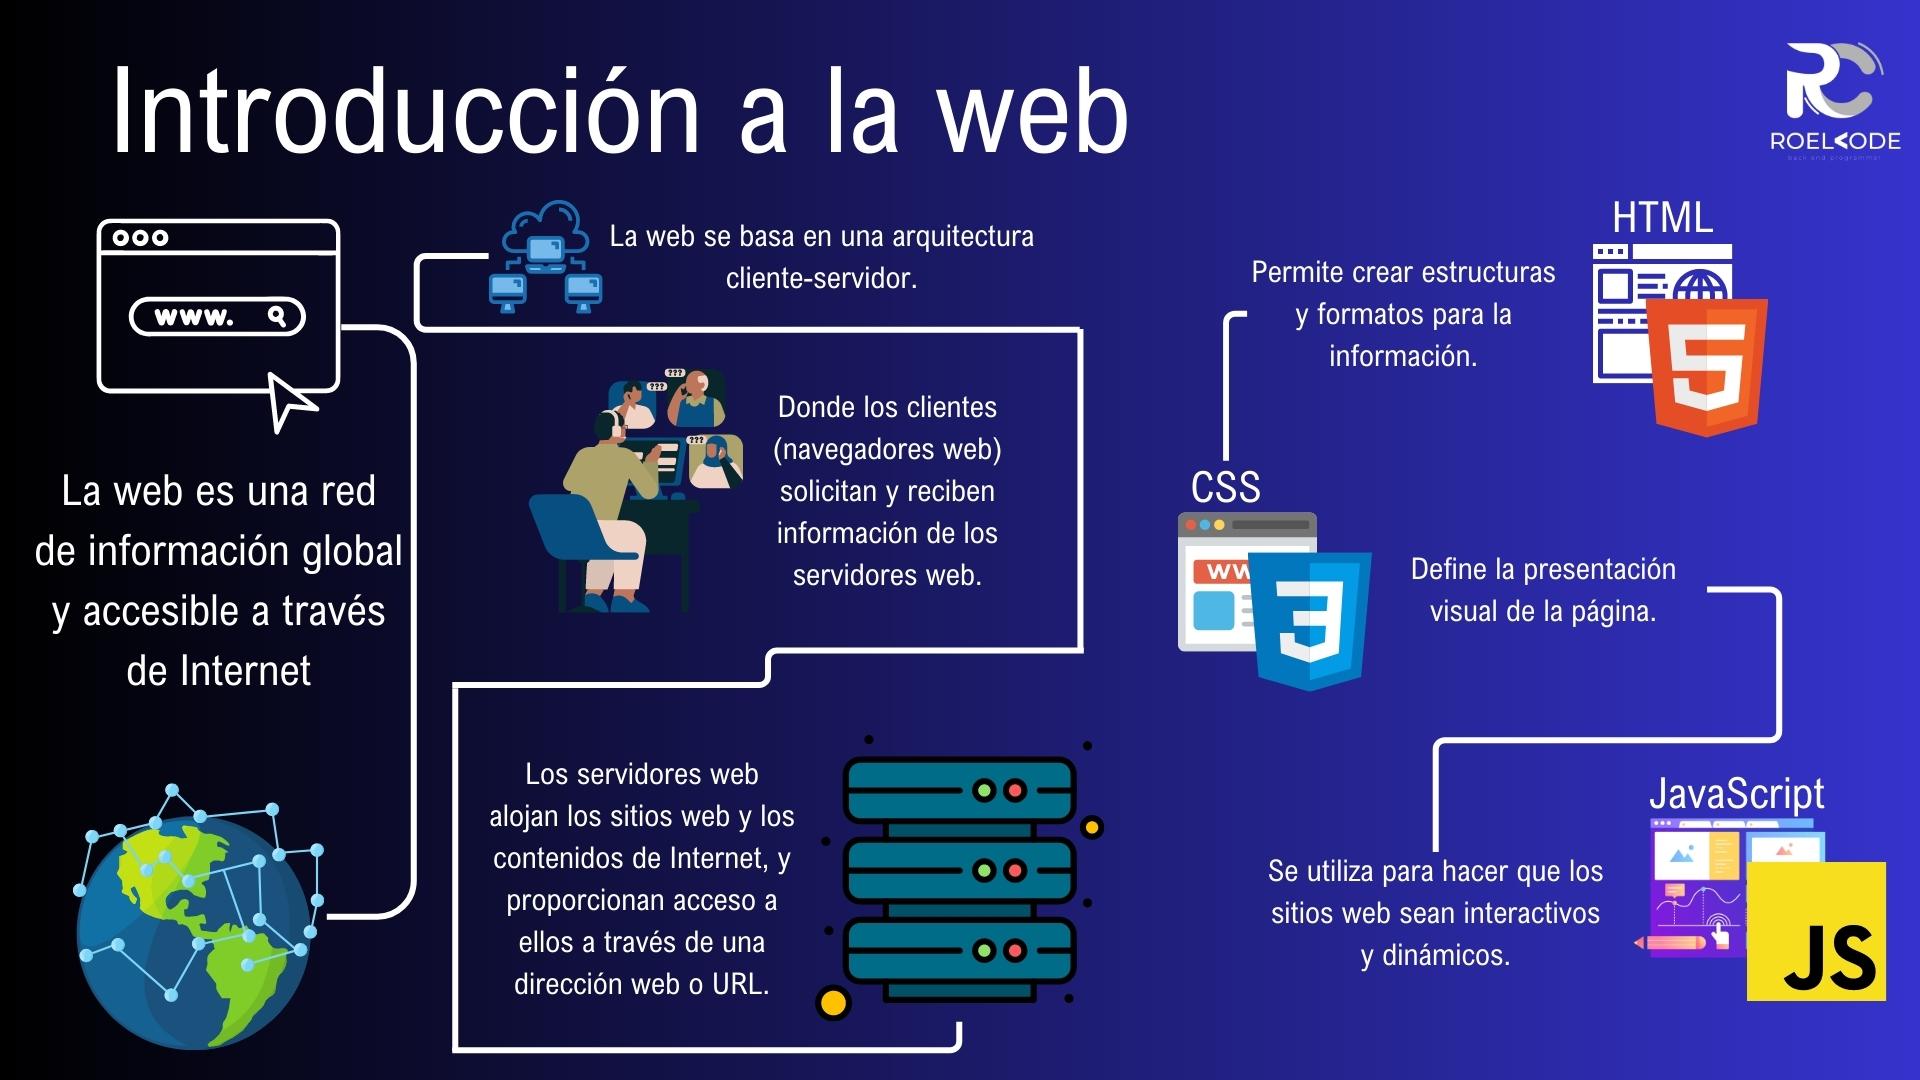 Introducción a la web
ROEL<ODE
back end programmer
www.
La web es una red
de información global
y accesible a través
de Internet
La web se basa en una arquitectura
cliente-servidor.
???
???
???
Donde los clientes
(navegadores web)
solicitan y reciben
información de los
servidores web.
Los servidores web
alojan los sitios web y los
contenidos de Internet, y
proporcionan acceso a
ellos a través de una
dirección web o URL.
HTML
Permite crear estructuras
y formatos para la
información.
5
CSS
WW
3
Define la presentación
visual de la página.
JavaScript
Se utiliza para hacer que los
sitios web sean interactivos
y dinámicos.
JS